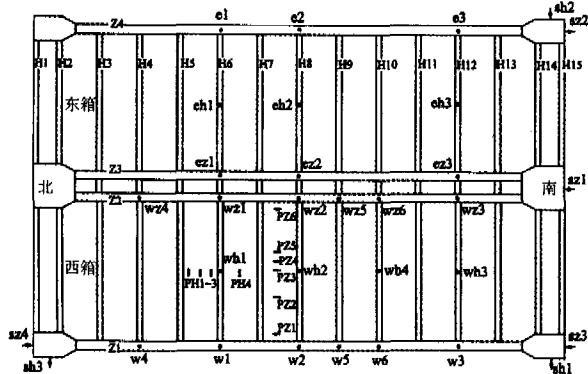 sh2
Z4 e1 e2 e3 sz2
H1 H2 H3 H4 H5 H6 H7 H8 H9 H10 H11 H12 H13 H14 H15
东箱 eh1 eh2 eh3
Z3 ez1 ez2 ez3
北 南 sz1
Z2 wz4 wz1 PZ6 wz2 wz5 wz6 wz3
西箱 wh1 PZ5
PZ4
PH1~3 PH4 PZ3 wh2 wh4 wh3
PZ2
PZ1
sz4 Z1 sz3
w4 w1 w2 w5 w6 w3
sh3 sh1